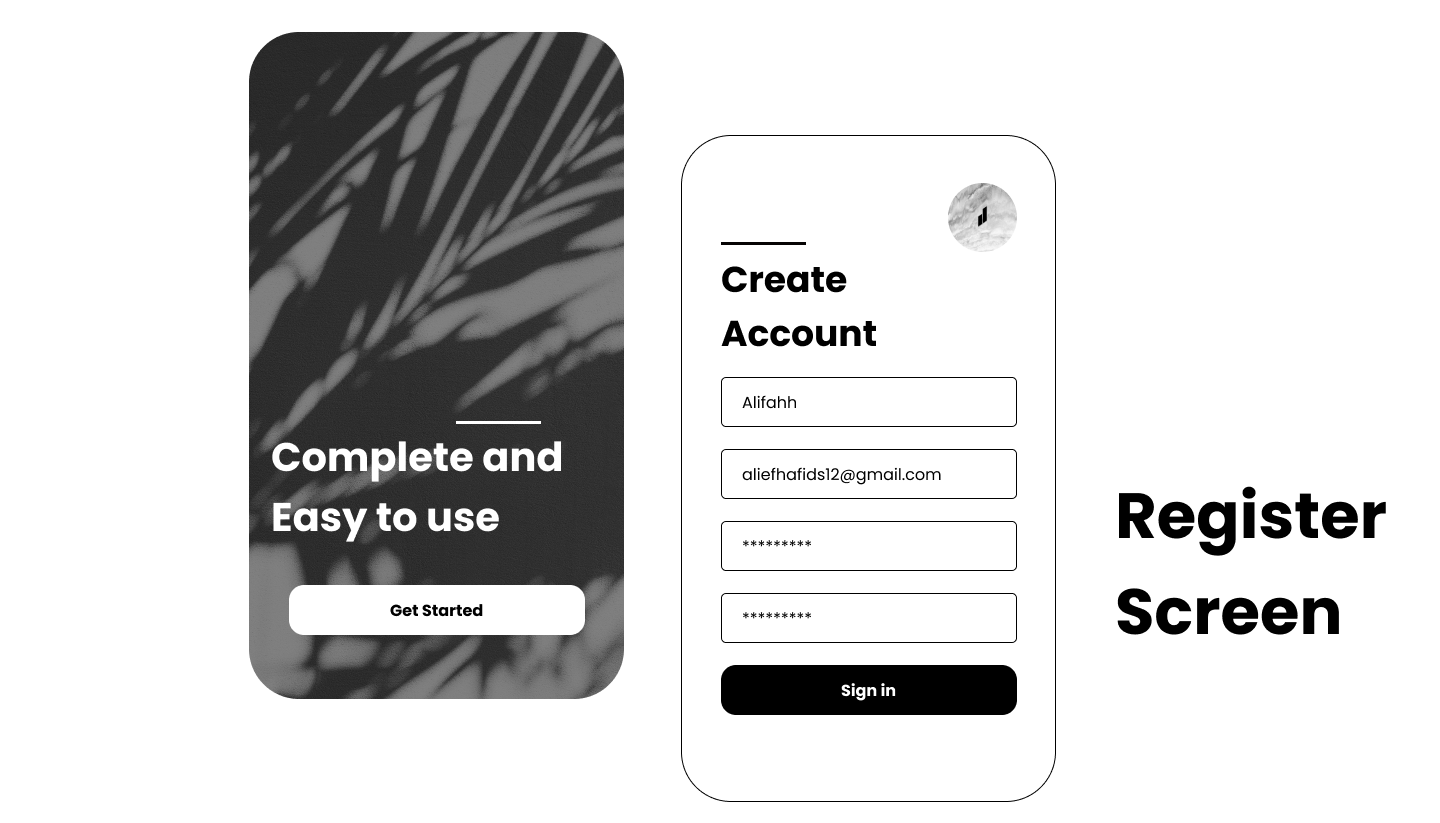 Complete and
Easy to use
Get Started
Create
Account
Alifahh
aliefhafids12@gmail.com
*********
*********
Sign in
Register
Screen